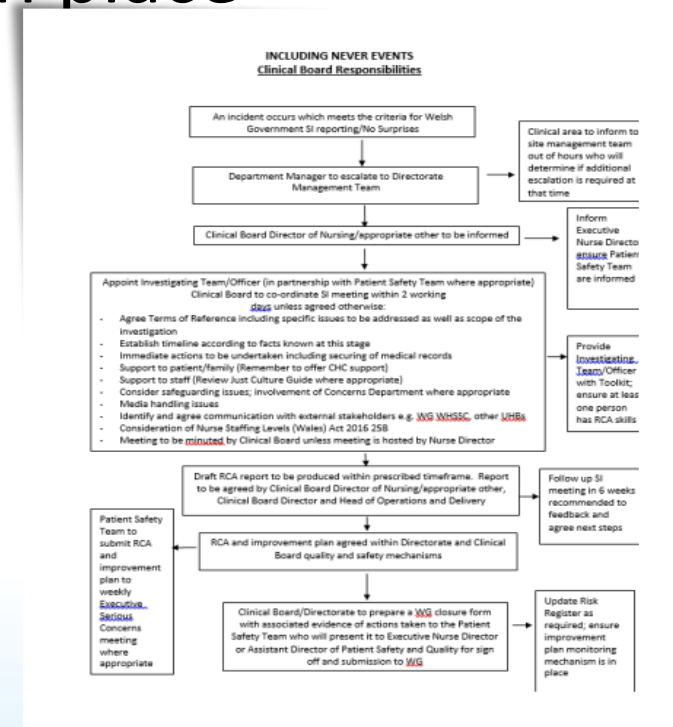 INCLUDING NEVER EVENTS
Clinical Board Responsibilities
An incident occurs which meets the criteria for Welsh
Government SI reporting/No Surprises
Clinical area to inform to
site management team
out of hours who will
determine if additional
escalation is required at
that time
Department Manager to escalate to Directorate
Management Team
Clinical Board Director of Nursing/appropriate other to be informed
Inform
Executive
Nurse Directo
ensure Patien
Safety Team
are informed
Appoint Investigating Team/Officer (in partnership with Patient Safety Team where appropriate)
Clinical Board to co-ordinate SI meeting within 2 working
days unless agreed otherwise:
- Agree Terms of Reference including specific issues to be addressed as well as scope of the
investigation
- Establish timeline according to facts known at this stage
- Immediate actions to be undertaken including securing of medical records
- Support to patient/family (Remember to offer CHC support)
- Support to staff (Review Just Culture Guide where appropriate)
- Consider safeguarding issues; involvement of Concerns Department where appropriate
- Media handling issues
- Identify and agree communication with external stakeholders e.g. WG WHSSC, other UHBs
- Consideration of Nurse Staffing Levels (Wales) Act 2016 25B
- Meeting to be minuted by Clinical Board unless meeting is hosted by Nurse Director
Provide
Investigating
Team/Officer
with Toolkit;
ensure at leas
one person
has RCA skills
Draft RCA report to be produced within prescribed timeframe. Report
to be agreed by Clinical Board Director of Nursing/appropriate other,
Clinical Board Director and Head of Operations and Delivery
Follow up SI
meeting in 6 weeks
recommended to
feedback and
agree next steps
Patient Safety
Team to
submit RCA
and
improvement
plan to
weekly
Executive
Serious
Concerns
meeting
where
appropriate
RCA and improvement plan agreed within Directorate and Clinical
Board quality and safety mechanisms
Clinical Board/Directorate to prepare a WG closure form
with associated evidence of actions taken to the Patient
Safety Team who will present it to Executive Nurse Director
or Assistant Director of Patient Safety and Quality for sign
off and submission to WG
Update Risk
Register as
required; ensure
improvement
plan monitoring
mechanism is in
place